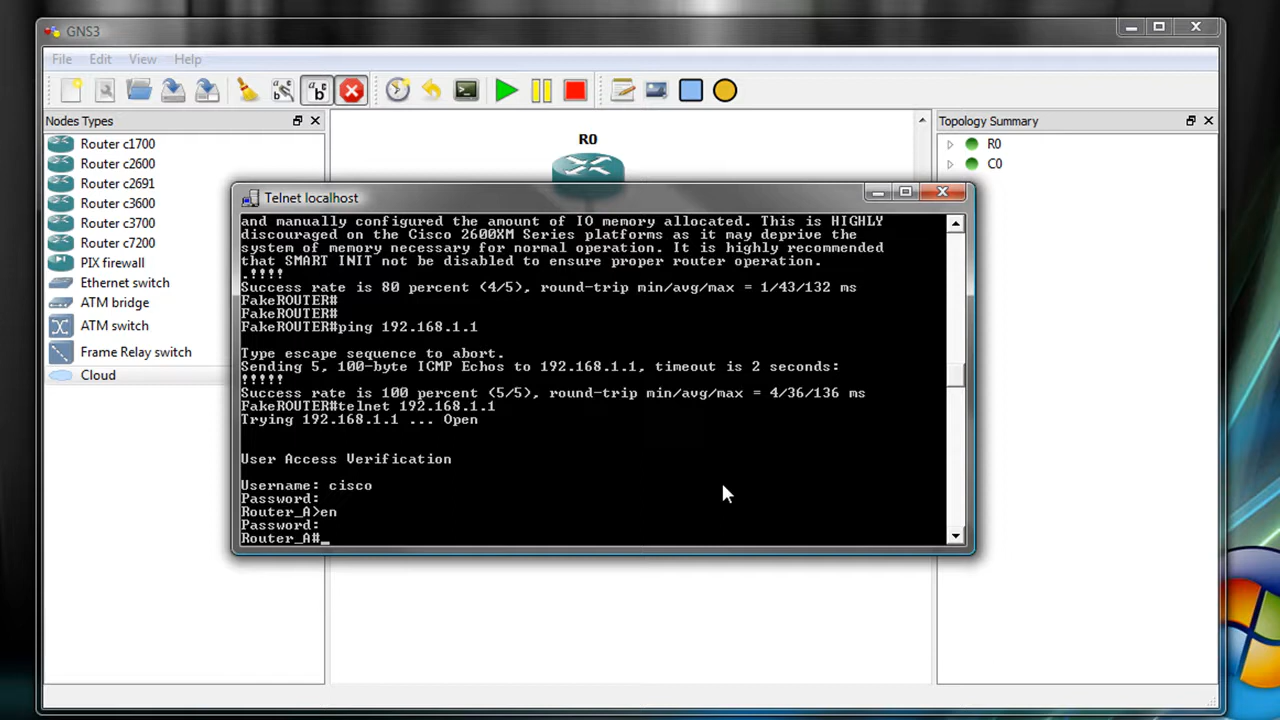 GNS3
File Edit View Help
Nodes Types
Router c1700
Router c2600
Router c2691
Router c3600
Router c3700
Router c7200
PIX firewall
Ethernet switch
ATM bridge
ATM switch
Frame Relay switch
Cloud
R0
Topology Summary
R0
C0
Telnet localhost
and manually configured the amount of IO memory allocated. This is HIGHLY
discouraged on the Cisco 2600XM Series platforms as it may deprive the
system of memory necessary for normal operation. It is highly recommended
that SMART INIT not be disabled to ensure proper router operation.
.!!!!
Success rate is 80 percent (4/5), round-trip min/avg/max = 1/43/132 ms
FakeROUTER#
FakeROUTER#
FakeROUTER#ping 192.168.1.1
Type escape sequence to abort.
Sending 5, 100-byte ICMP Echos to 192.168.1.1, timeout is 2 seconds:
!!!!!
Success rate is 100 percent (5/5), round-trip min/avg/max = 4/36/136 ms
FakeROUTER#telnet 192.168.1.1
Trying 192.168.1.1 ... Open
User Access Verification
Username: cisco
Password:
Router_A>en
Password:
Router_A#_